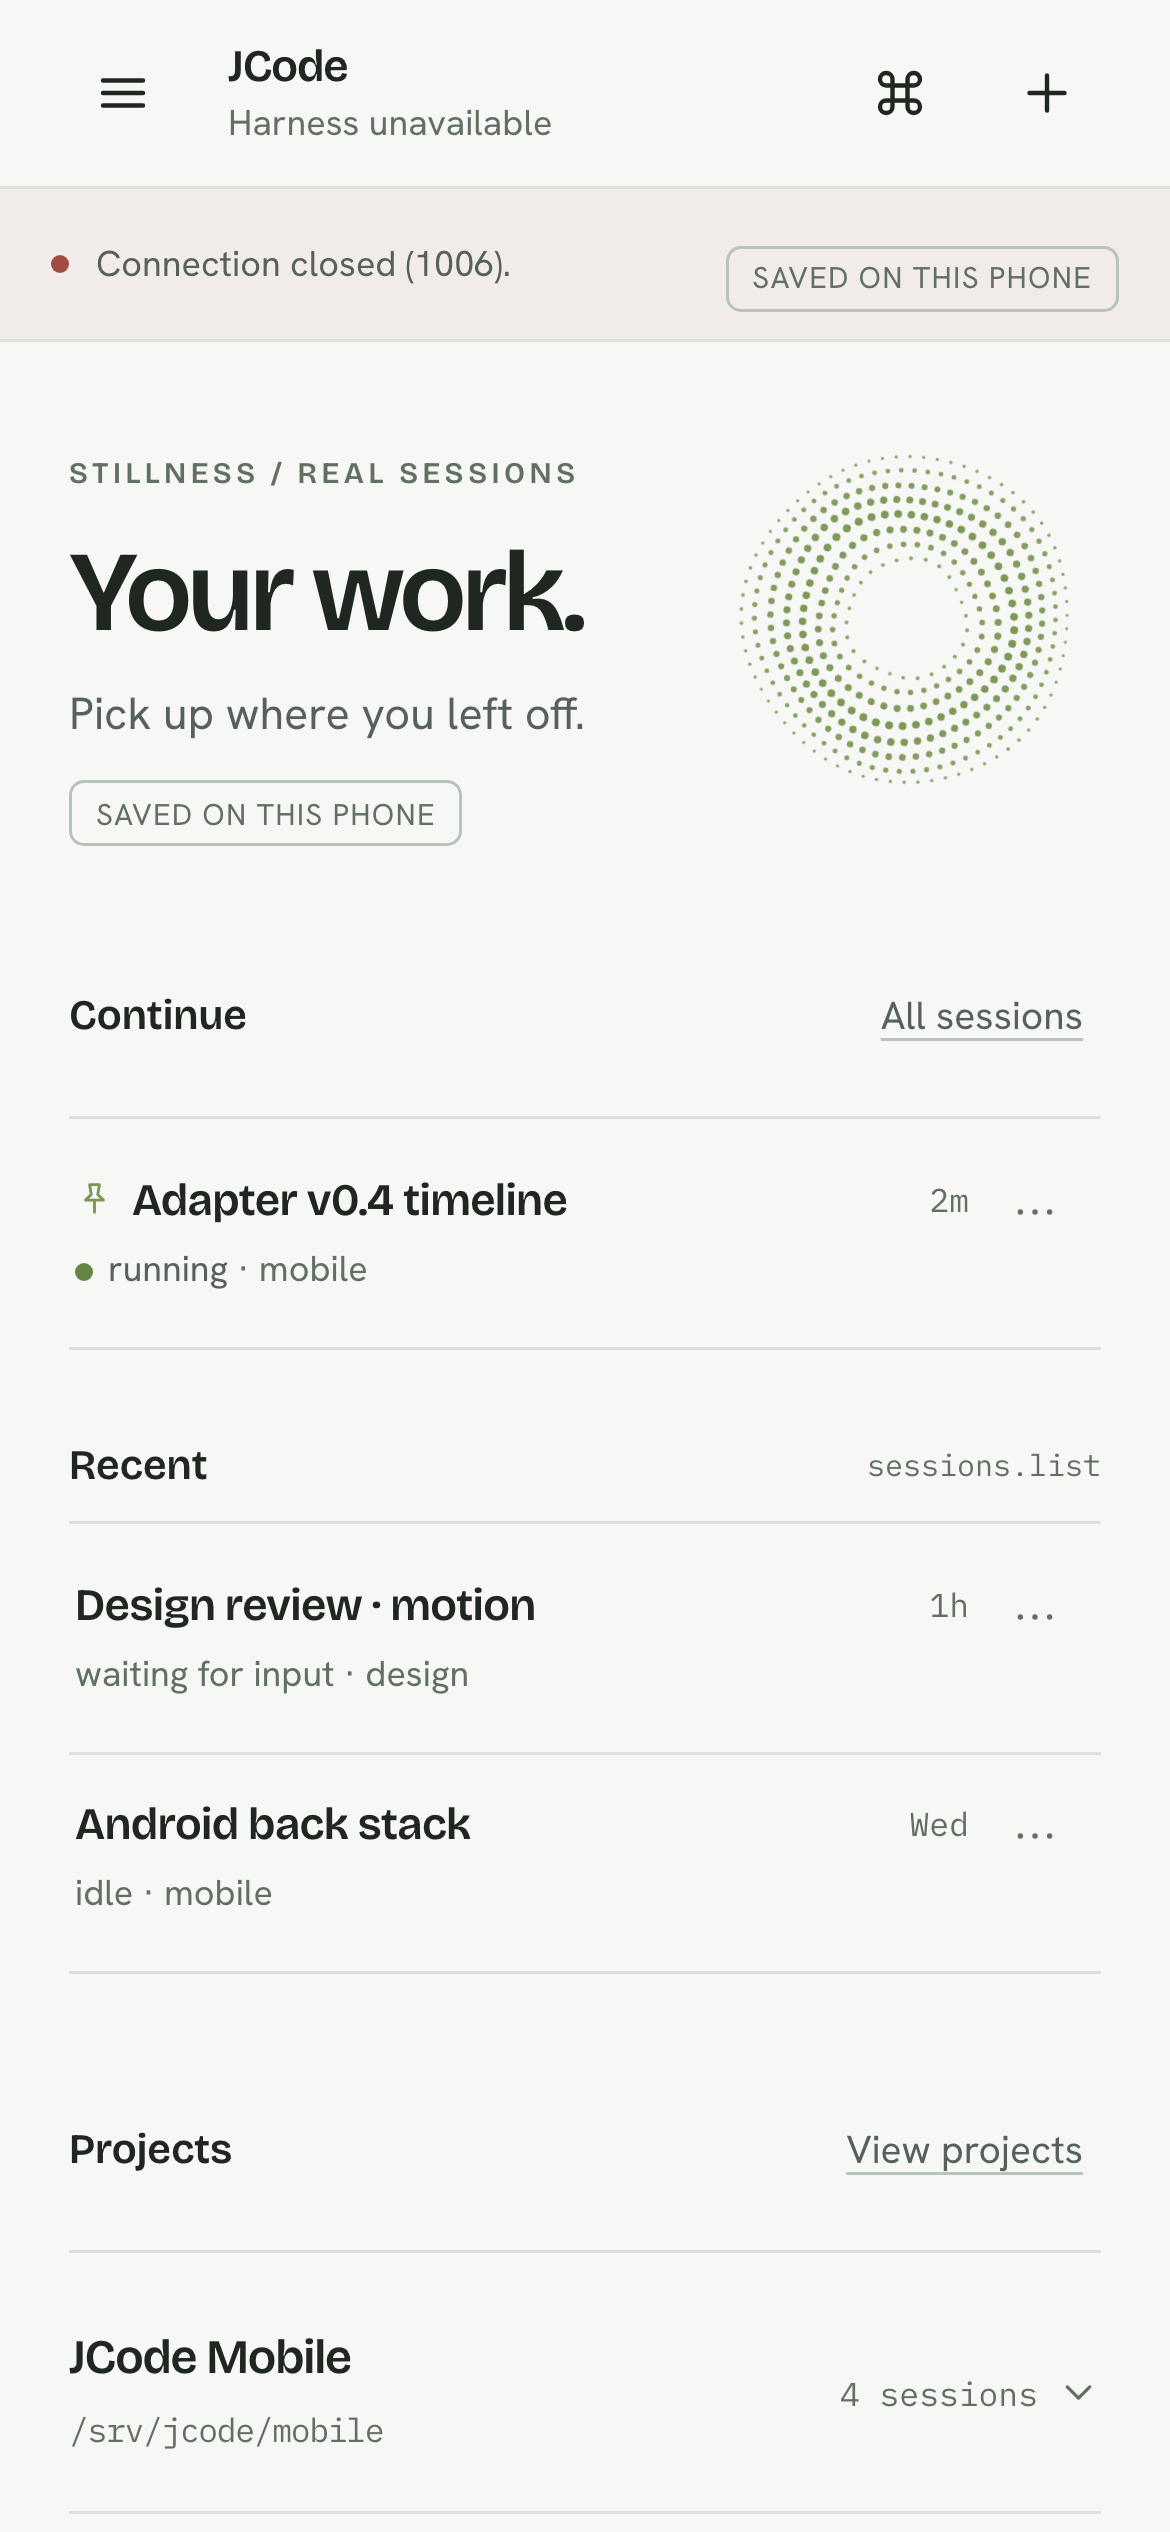 JCode
Harness unavailable
Connection closed (1006).
SAVED ON THIS PHONE
STILLNESS / REAL SESSIONS
Your work.
Pick up where you left off.
SAVED ON THIS PHONE
Continue
All sessions
Adapter v0.4 timeline
2m
...
running · mobile
Recent
sessions.list
Design review · motion
1h
...
waiting for input · design
Android back stack
Wed
...
idle · mobile
Projects
View projects
JCode Mobile
4 sessions
/srv/jcode/mobile